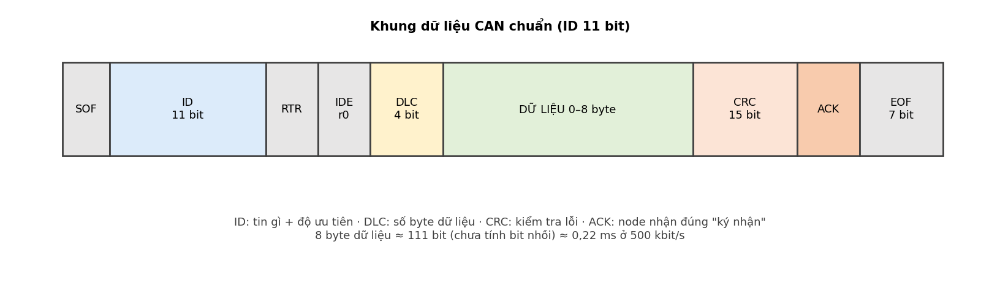 Khung dữ liệu CAN chuẩn (ID 11 bit)
SOF
ID
11 bit
RTR
IDE
r0
DLC
4 bit
DỮ LIỆU 0–8 byte
CRC
15 bit
ACK
EOF
7 bit
ID: tin gì + độ ưu tiên · DLC: số byte dữ liệu · CRC: kiểm tra lỗi · ACK: node nhận đúng "ký nhận"
8 byte dữ liệu ≈ 111 bit (chưa tính bit nhồi) ≈ 0,22 ms ở 500 kbit/s